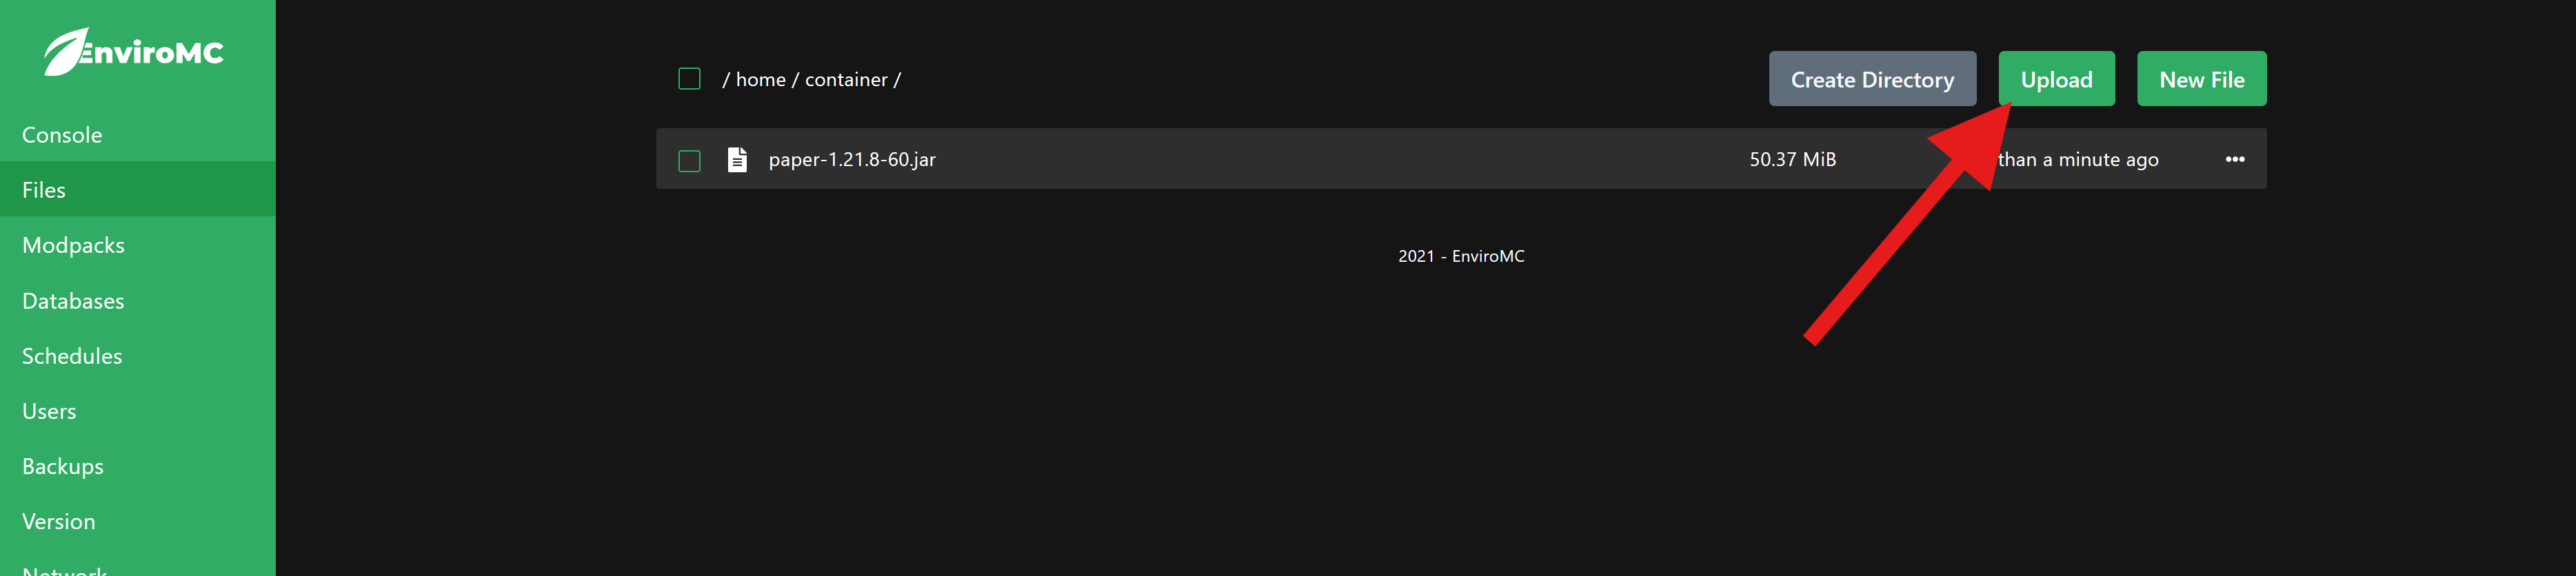 EnviroMC
Console
Files
Modpacks
Databases
Schedules
Users
Backups
Version
Network
/ home / container /
Create Directory
Upload
New File
paper-1.21.8-60.jar
50.37 MiB
than a minute ago
2021 - EnviroMC